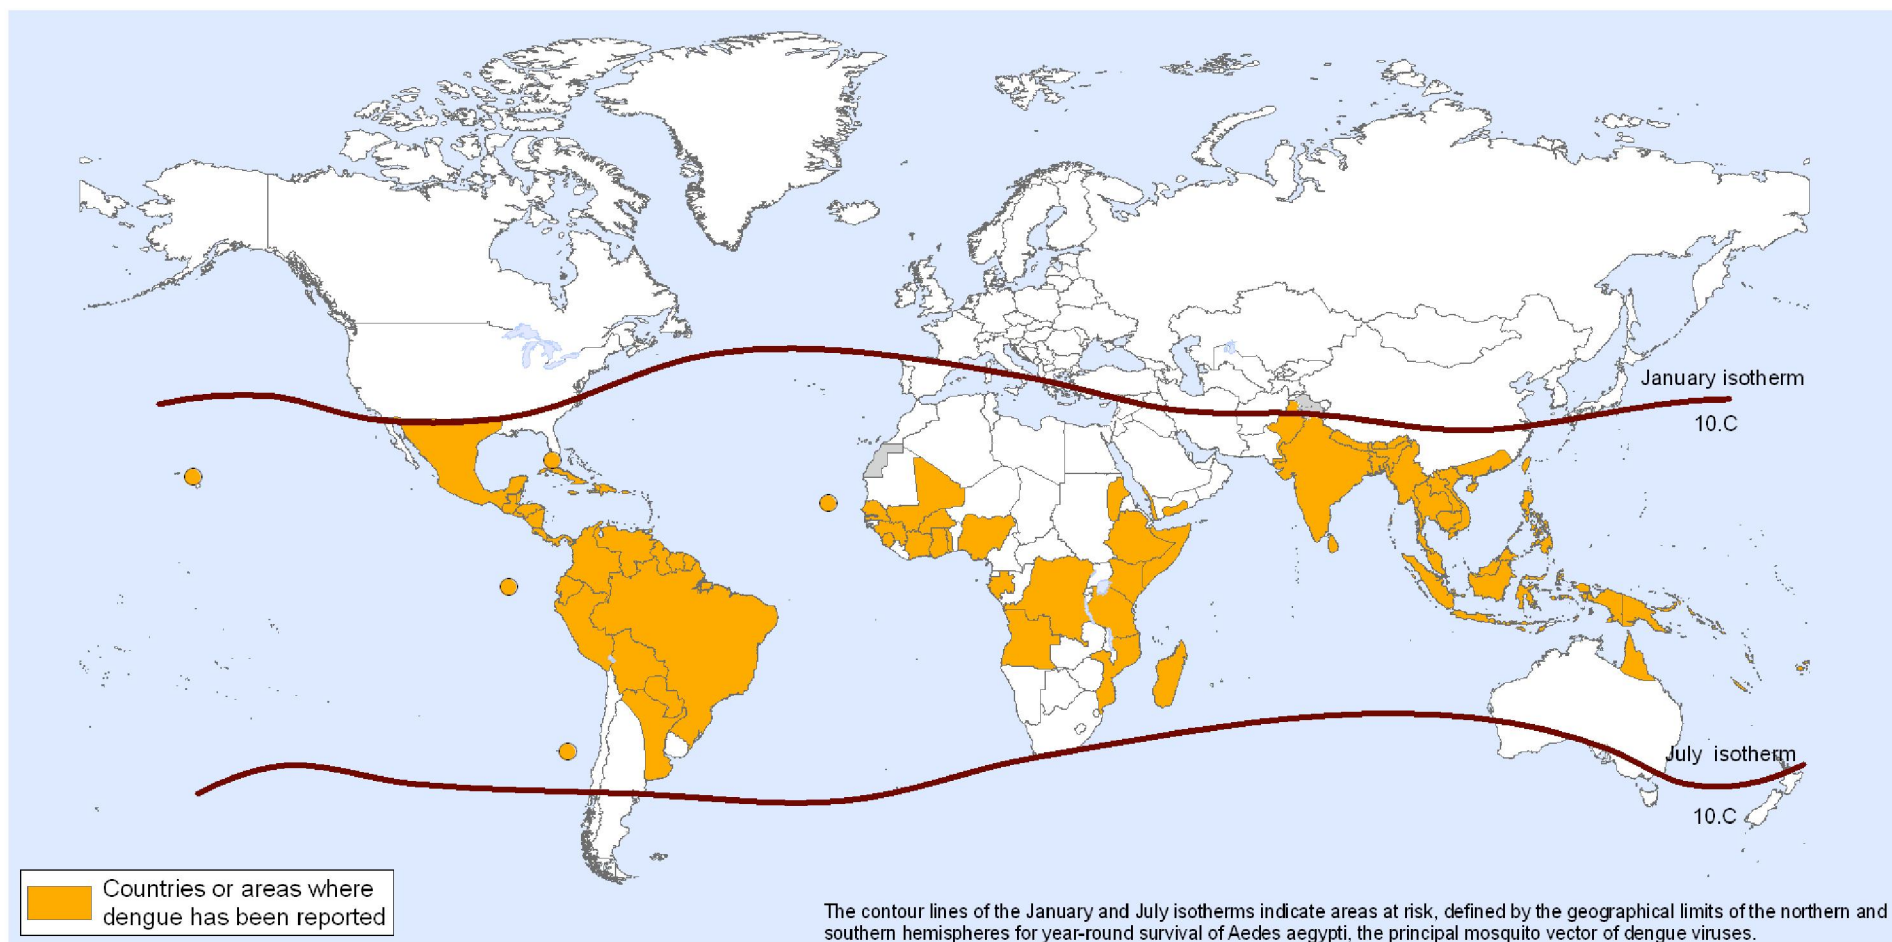 January isotherm
10.C
July isotherm
10.C
Countries or areas where
dengue has been reported
The contour lines of the January and July isotherms indicate areas at risk, defined by the geographical limits of the northern and
southern hemispheres for year-round survival of Aedes aegypti, the principal mosquito vector of dengue viruses.